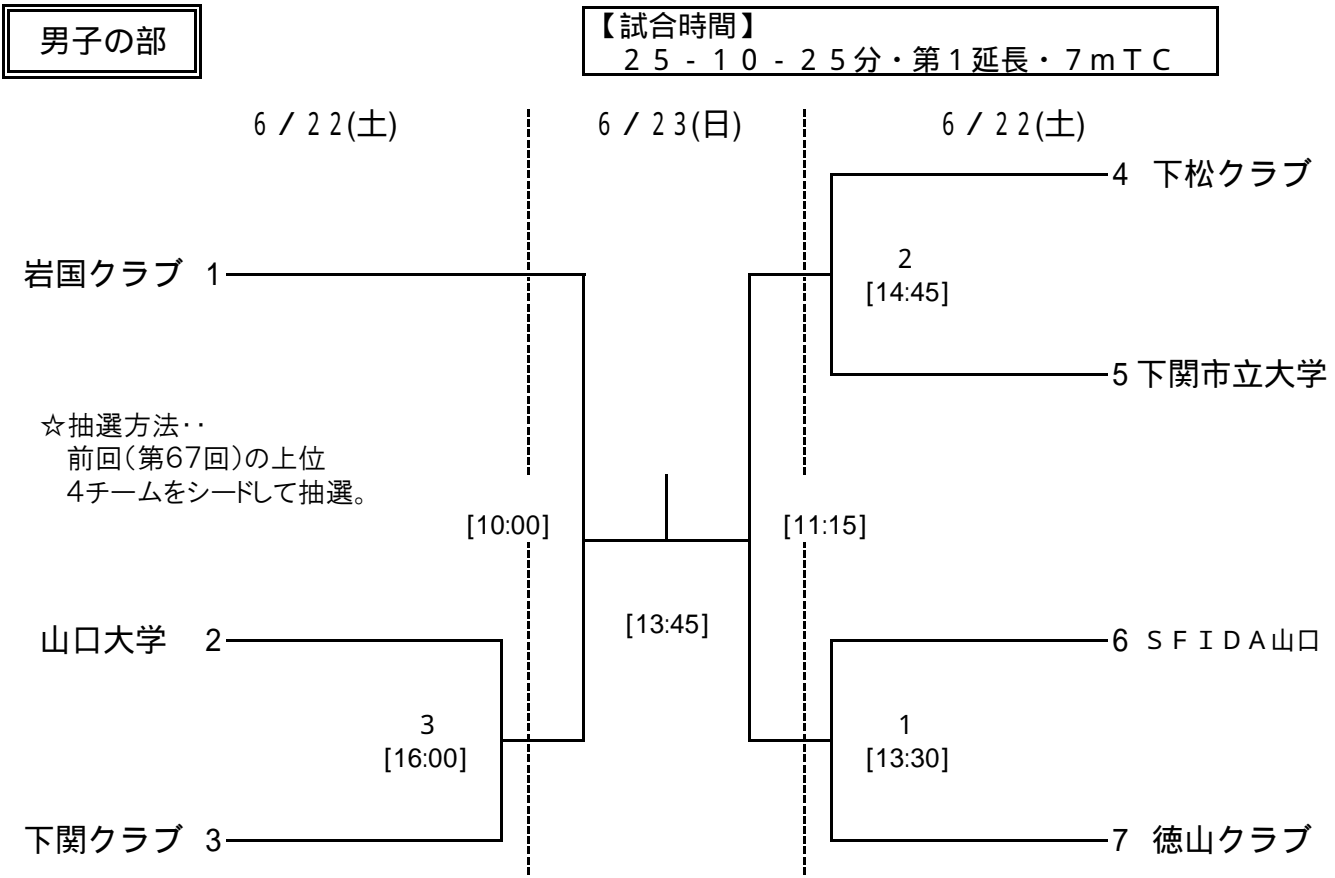 男子の部
【試合時間】
２５-１０-２５分・第１延長・７ｍＴＣ
6 / 22(土)
6 / 23(日)
6 / 22(土)
4 下松クラブ
岩国クラブ 1
2
[14:45]
5 下関市立大学
☆抽選方法‥
前回(第67回)の上位
4チームをシードして抽選。
[10:00]
[11:15]
[13:45]
山口大学 2
6 ＳＦＩＤＡ山口
3
[16:00]
1
[13:30]
下関クラブ 3
7 徳山クラブ